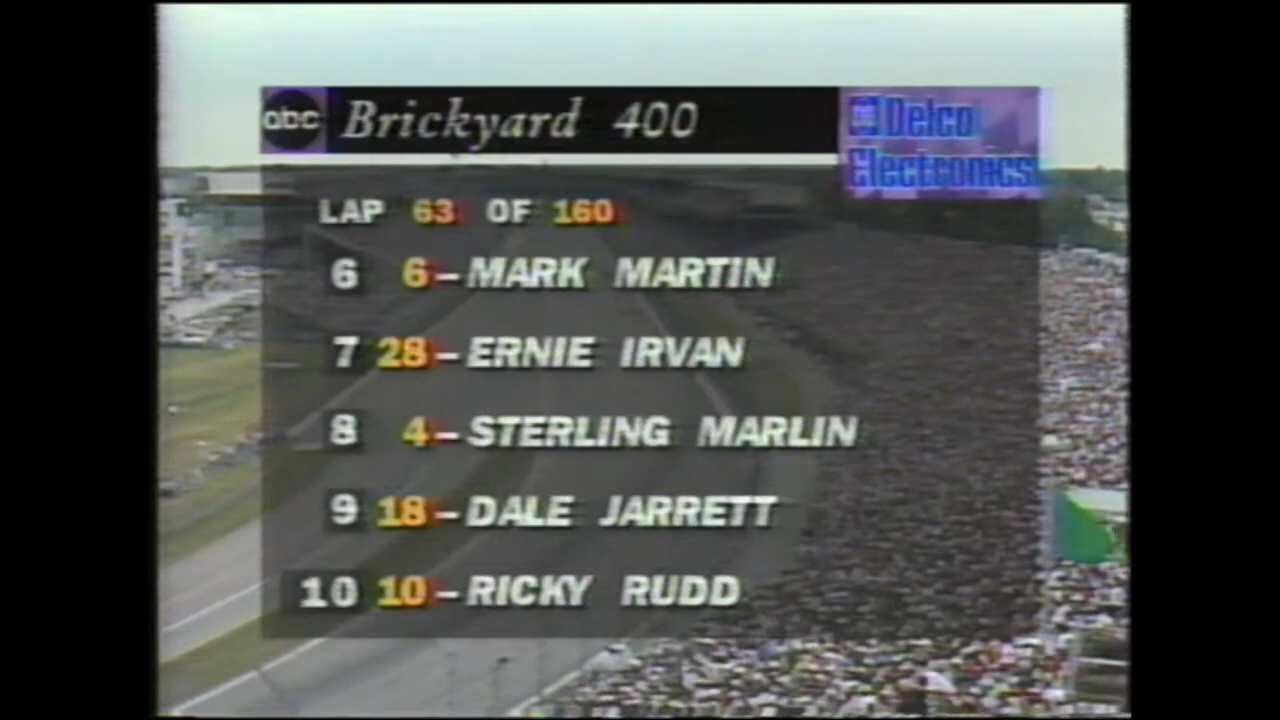 abc Brickyard 400
Delco
Electronics
LAP 63 OF 160
6 6-MARK MARTIN
7 28-ERNIE IRVAN
8 4-STERLING MARLIN
9 18-DALE JARRETT
10 10-RICKY RUDD